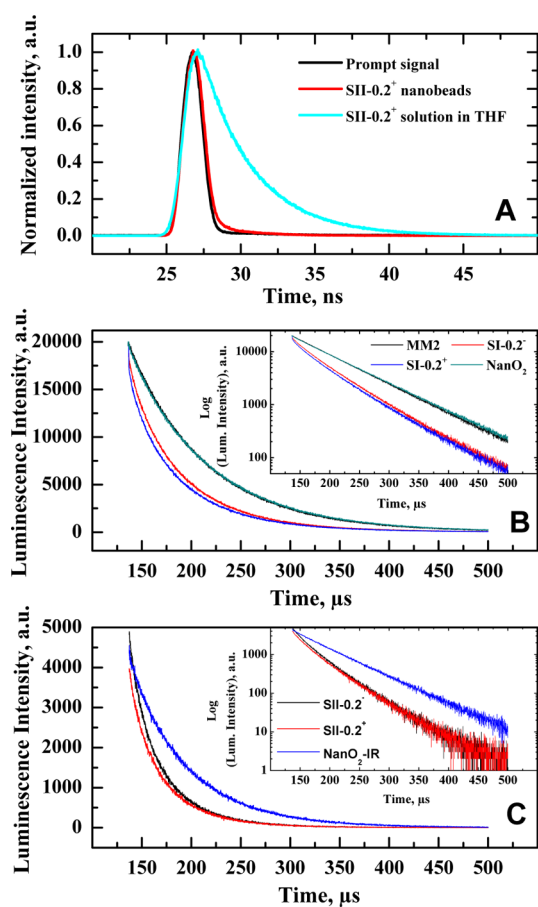 Normalized intensity, a.u.
1.0
0.8
0.6
0.4
0.2
0.0
Prompt signal
SII-0.2⁺ nanobeads
SII-0.2⁺ solution in THF
A
25 30 35 40 45
Time, ns
Luminescence Intensity, a.u.
20000
17500
15000
12500
10000
7500
5000
2500
0
Log
(Lum. Intensity), a.u.
10000
1000
100
MM2
SI-0.2⁻
SI-0.2⁺
NanO₂
150 200 250 300 350 400 450 500
Time, µs
B
150 200 250 300 350 400 450 500
Time, µs
Luminescence Intensity, a.u.
5000
4000
3000
2000
1000
0
Log
(Lum. Intensity), a.u.
1000
100
10
1
SII-0.2⁻
SII-0.2⁺
NanO₂-IR
150 200 250 300 350 400 450 500
Time, µs
C
150 200 250 300 350 400 450 500
Time, µs